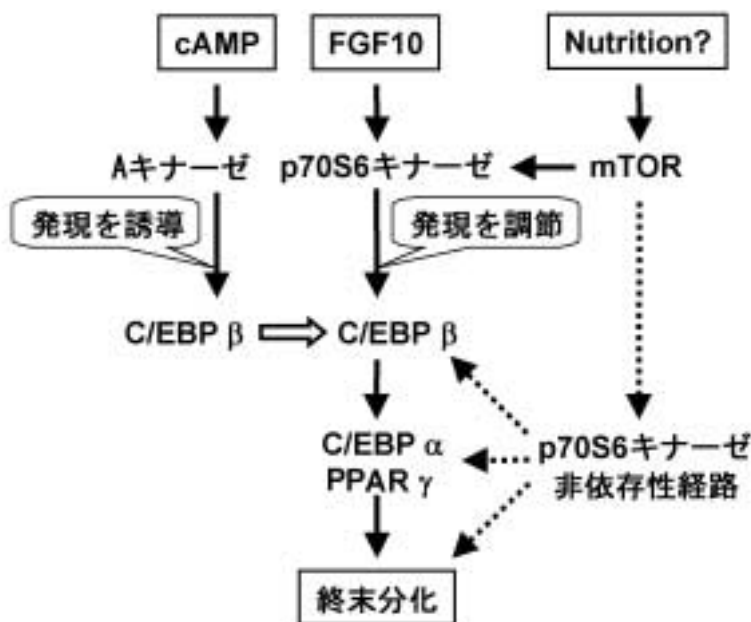 cAMP
FGF10
Nutrition?
Aキナーゼ
p70S6キナーゼ
mTOR
発現を誘導
発現を調節
C/EBP β
C/EBP β
C/EBP α
PPAR γ
p70S6キナーゼ
非依存性経路
終末分化